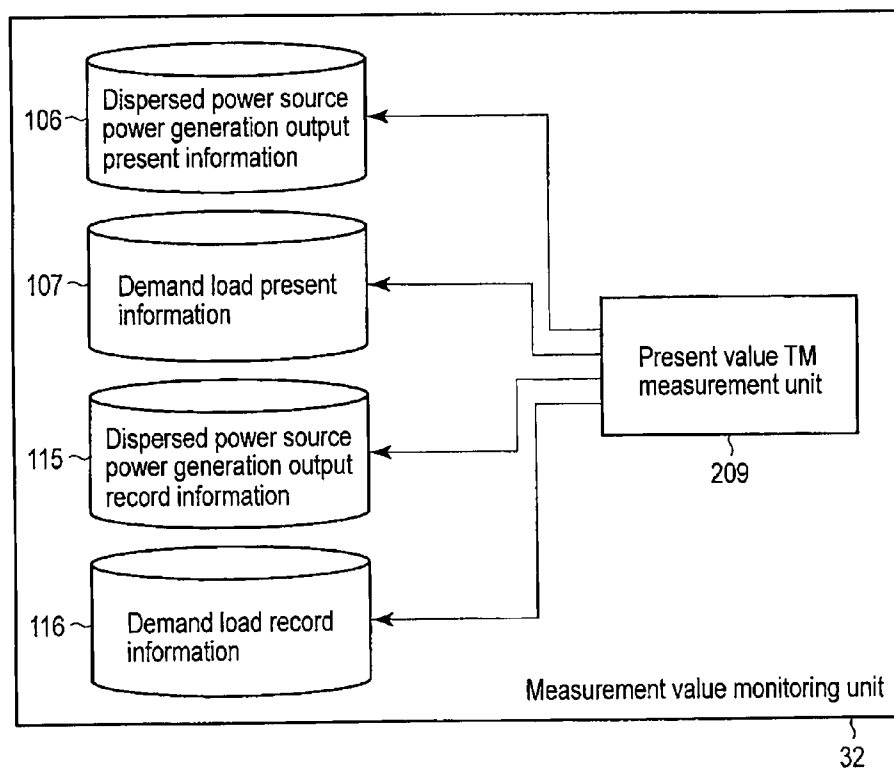 106
Dispersed power source
power generation output
present information
107
Demand load present
information
Present value TM
measurement unit
209
115
Dispersed power source
power generation output
record information
116
Demand load record
information
Measurement value monitoring unit
32